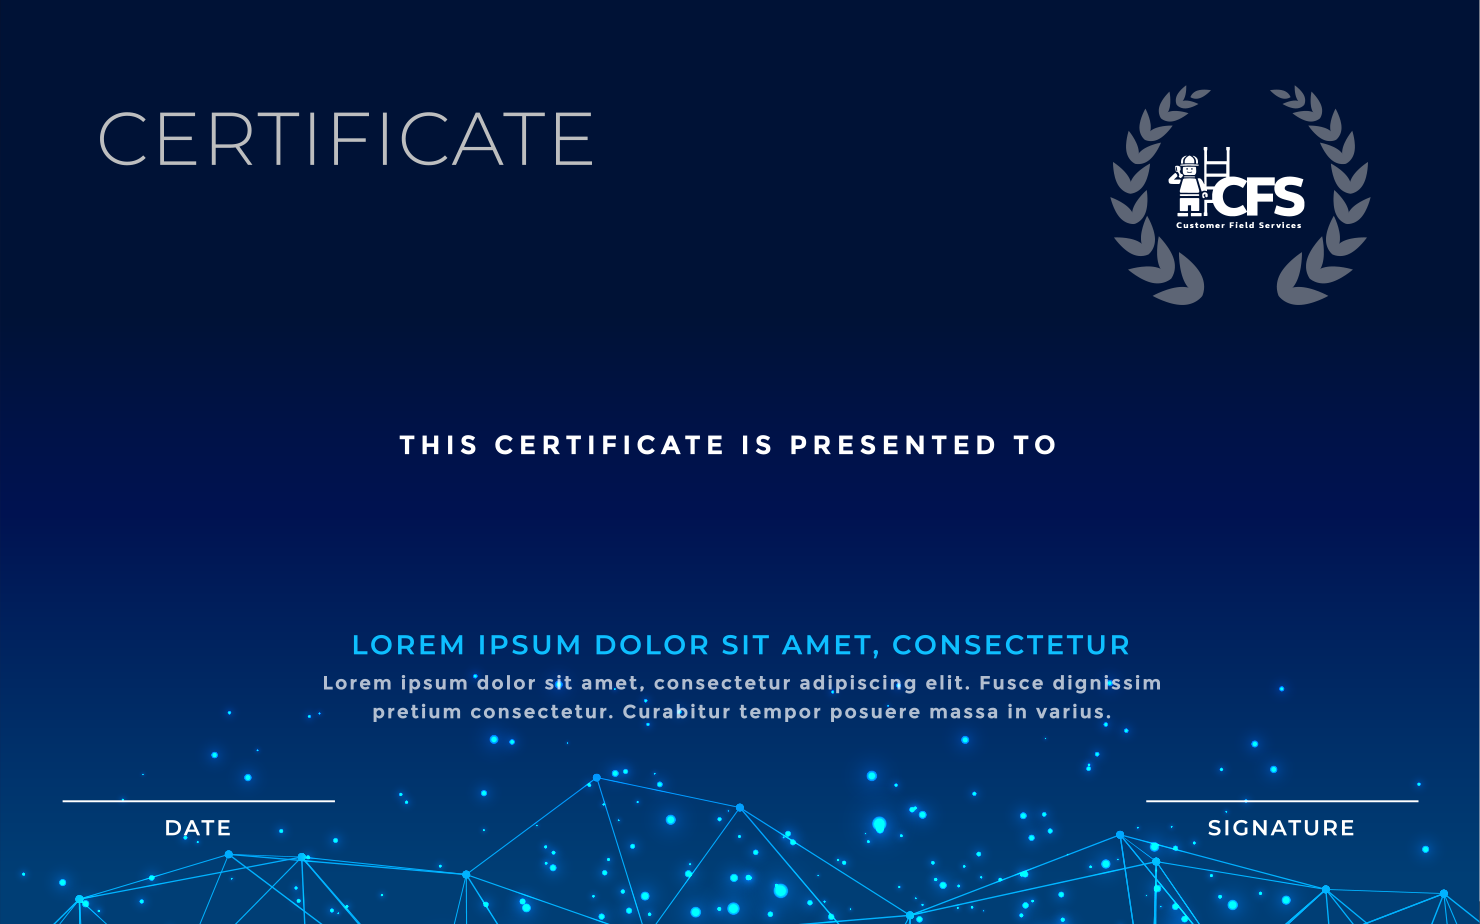 CERTIFICATE
CFS
Customer Field Services
THIS CERTIFICATE IS PRESENTED TO
LOREM IPSUM DOLOR SIT AMET, CONSECTETUR
Lorem ipsum dolor sit amet, consectetur adipiscing elit. Fusce dignissim
pretium consectetur. Curabitur tempor posuere massa in varius.
DATE
SIGNATURE